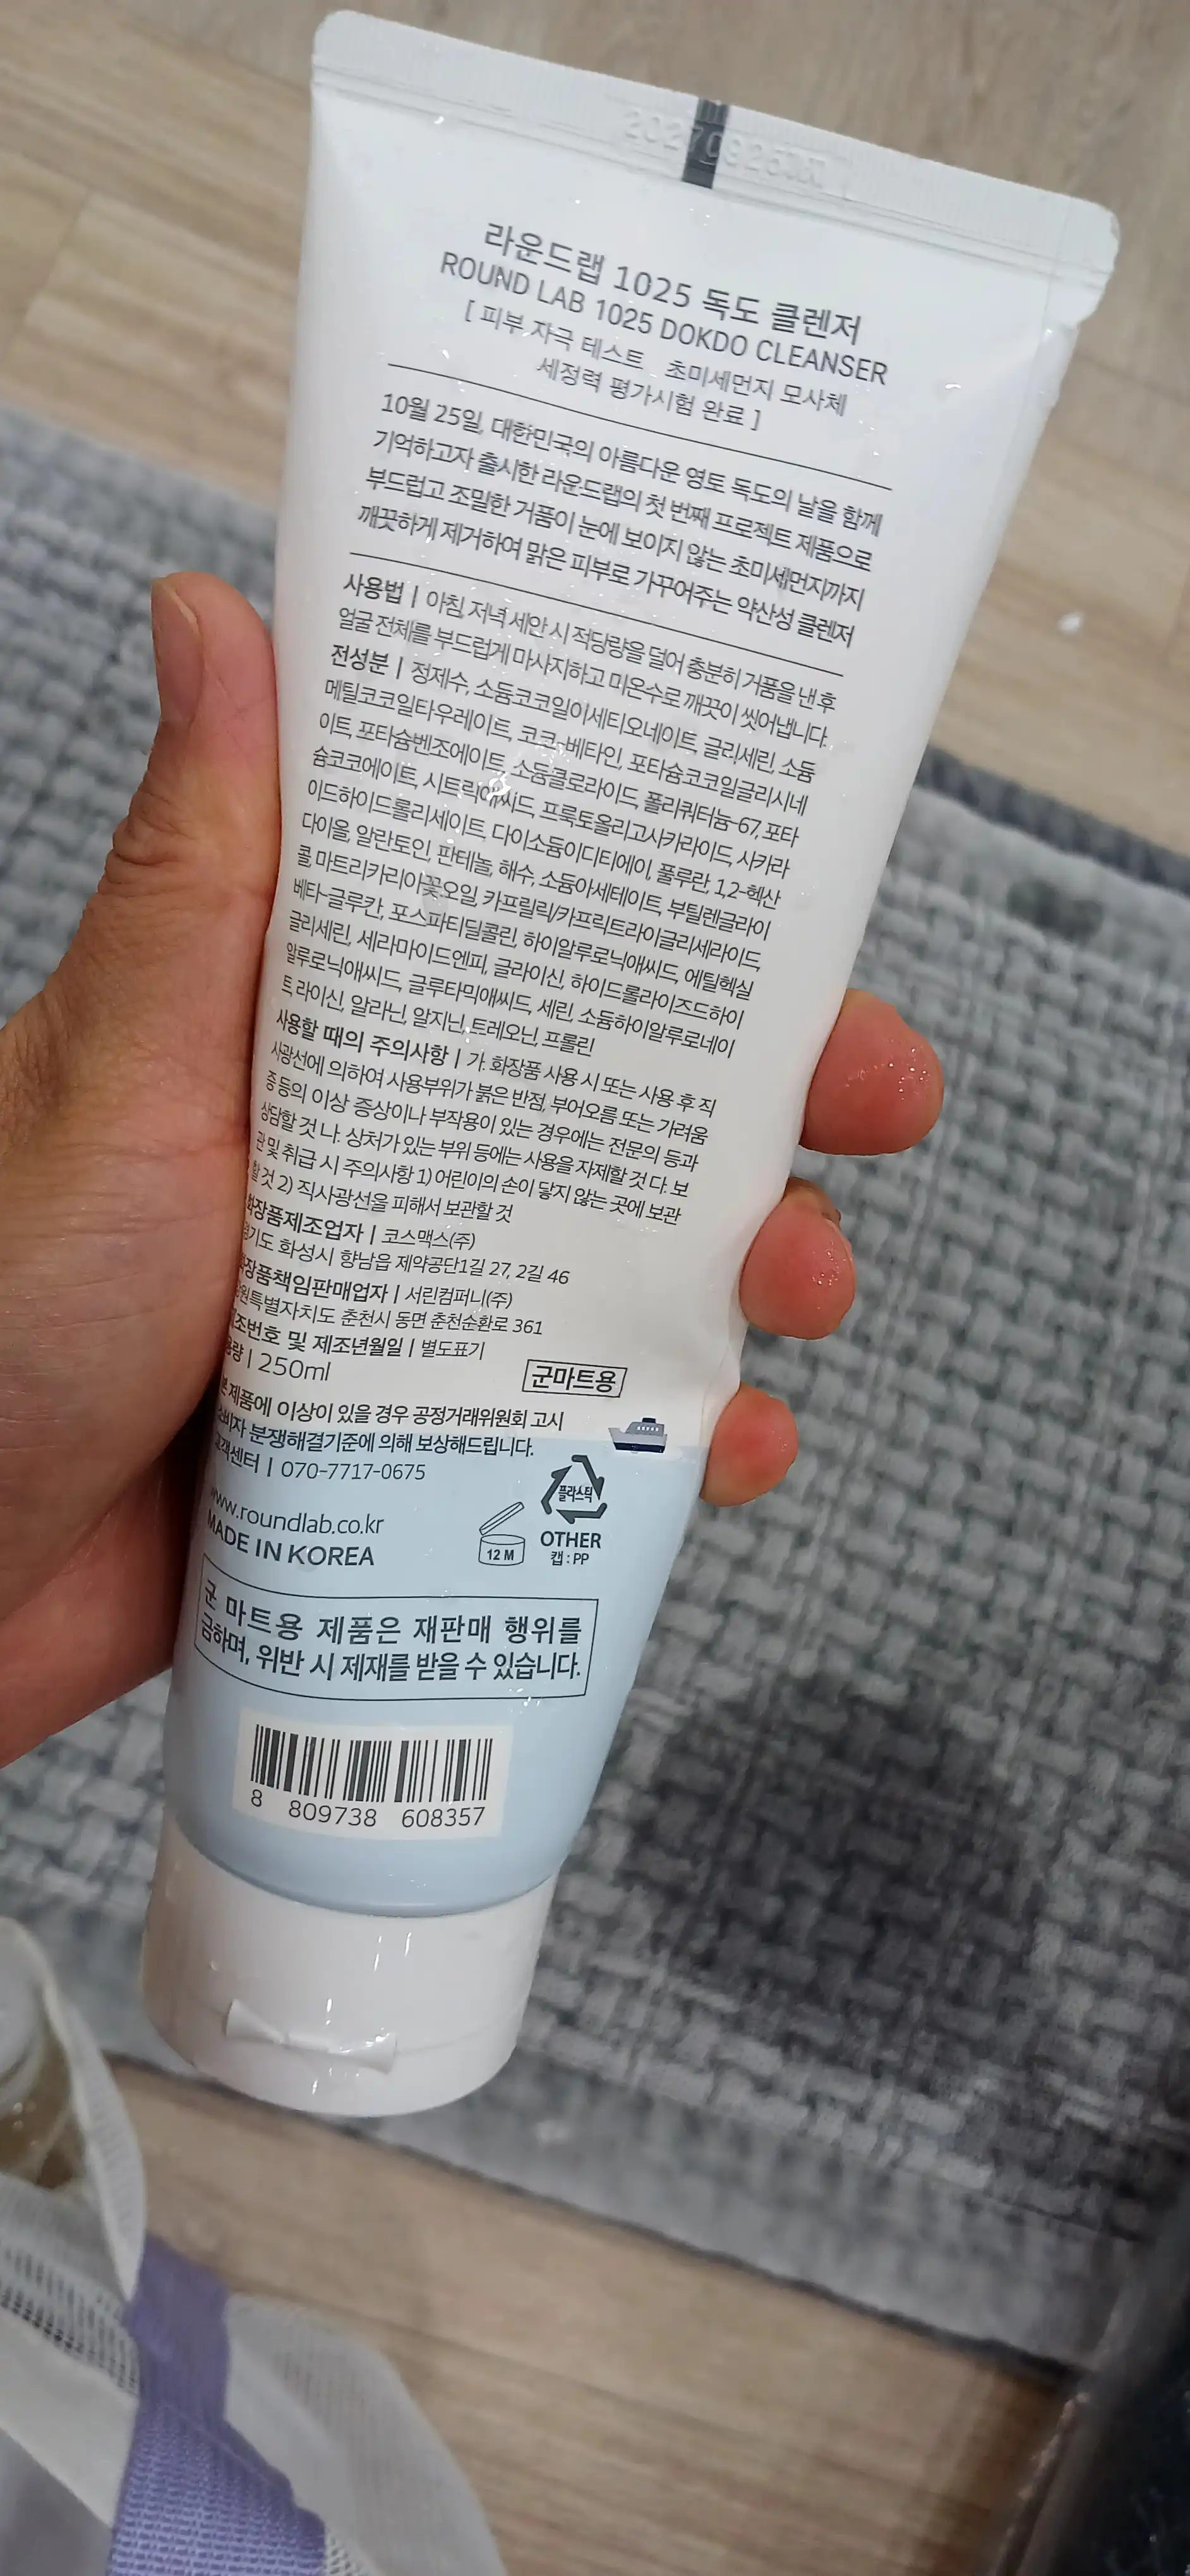 라운드랩 1025 독도 클렌저
ROUND LAB 1025 DOKDO CLEANSER
[ 피부 자극 테스트 초미세먼지 모사체
세정력 평가시험 완료 ]
10월 25일, 대한민국의 아름다운 영토 독도의 날을 함께
기억하고자 출시한 라운드랩의 첫 번째 프로젝트 제품으로
부드럽고 조밀한 거품이 눈에 보이지 않는 초미세먼지까지
깨끗하게 제거하여 맑은 피부로 가꾸어주는 약산성 클렌저
사용법 | 아침, 저녁 세안 시 적당량을 덜어 충분히 거품을 낸 후
얼굴 전체를 부드럽게 마사지하고 미온수로 깨끗이 씻어냅니다.
전성분 | 정제수, 소듐코코일이세티오네이트, 글리세린, 소듐
메틸코코일타우레이트, 코코-베타인, 포타슘코코일글리시네
이트, 포타슘벤조에이트, 소듐클로라이드, 폴리쿼터늄-67, 포타
슘코코에이트, 시트릭애씨드, 프룩토올리고사카라이드, 사카라
이드하이드롤리세이트, 다이소듐이디티에이, 풀루란, 1,2-헥산
다이올, 알란토인, 판테놀, 해수, 소듐아세테이트, 부틸렌글라이
콜, 마트리카리아꽃오일, 카프릴릭/카프릭트라이글리세라이드,
베타-글루칸, 포스파티딜콜린, 하이알루로닉애씨드, 에틸헥실
글리세린, 세라마이드엔피, 글라이신, 하이드롤라이즈드하이
알루로닉애씨드, 글루타믹애씨드, 세린, 소듐하이알루로네이
트 라이신, 알라닌, 알지닌, 트레오닌, 프롤린
사용할 때의 주의사항 | 가. 화장품 사용 시 또는 사용 후 직
사광선에 의하여 사용부위가 붉은 반점, 부어오름 또는 가려움
증 등의 이상 증상이나 부작용이 있는 경우에는 전문의 등과
상담할 것 나. 상처가 있는 부위 등에는 사용을 자제할 것 다. 보
관 및 취급 시 주의사항 1) 어린이의 손이 닿지 않는 곳에 보관
할 것 2) 직사광선을 피해서 보관할 것
화장품제조업자 | 코스맥스(주)
경기도 화성시 향남읍 제약공단1길 27, 2길 46
화장품책임판매업자 | 서린컴퍼니(주)
강원특별자치도 춘천시 동면 춘천순환로 361
제조번호 및 제조년월일 | 별도표기
용량 | 250ml
군마트용
본 제품에 이상이 있을 경우 공정거래위원회 고시
소비자 분쟁해결기준에 의해 보상해드립니다.
고객센터 | 070-7717-0675
플라스틱
www.roundlab.co.kr
MADE IN KOREA
12 M
OTHER
캡 : PP
군 마트용 제품은 재판매 행위를
금하며, 위반 시 제재를 받을 수 있습니다.
8 809738 608357